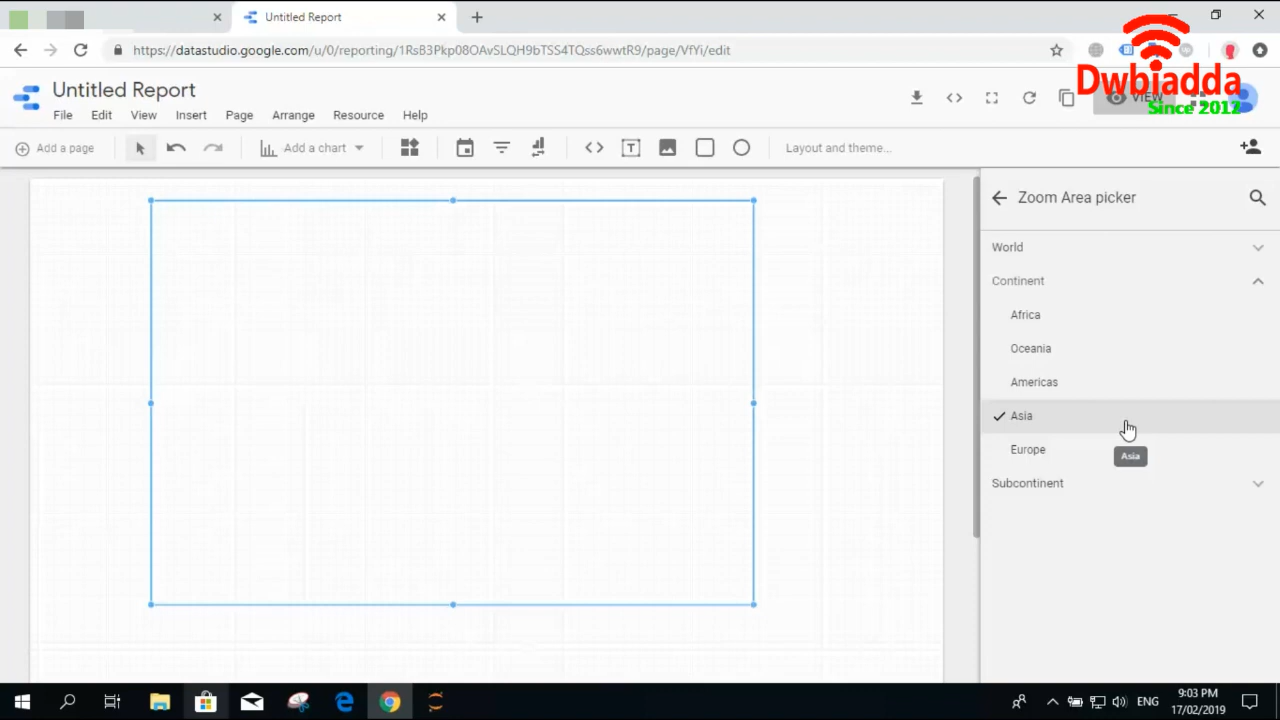 Untitled Report
https://datastudio.google.com/u/0/reporting/1RsB3Pkp08OAvSLQH9bTSS4TQss6wwtR9/page/VfYi/edit
Dwbiadda
Since 2012
Untitled Report
VIEW
File Edit View Insert Page Arrange Resource Help
Add a page
Add a chart
Layout and theme...
Zoom Area picker
World
Continent
Africa
Oceania
Americas
Asia
Europe
Asia
Subcontinent
ENG
9:03 PM
17/02/2019